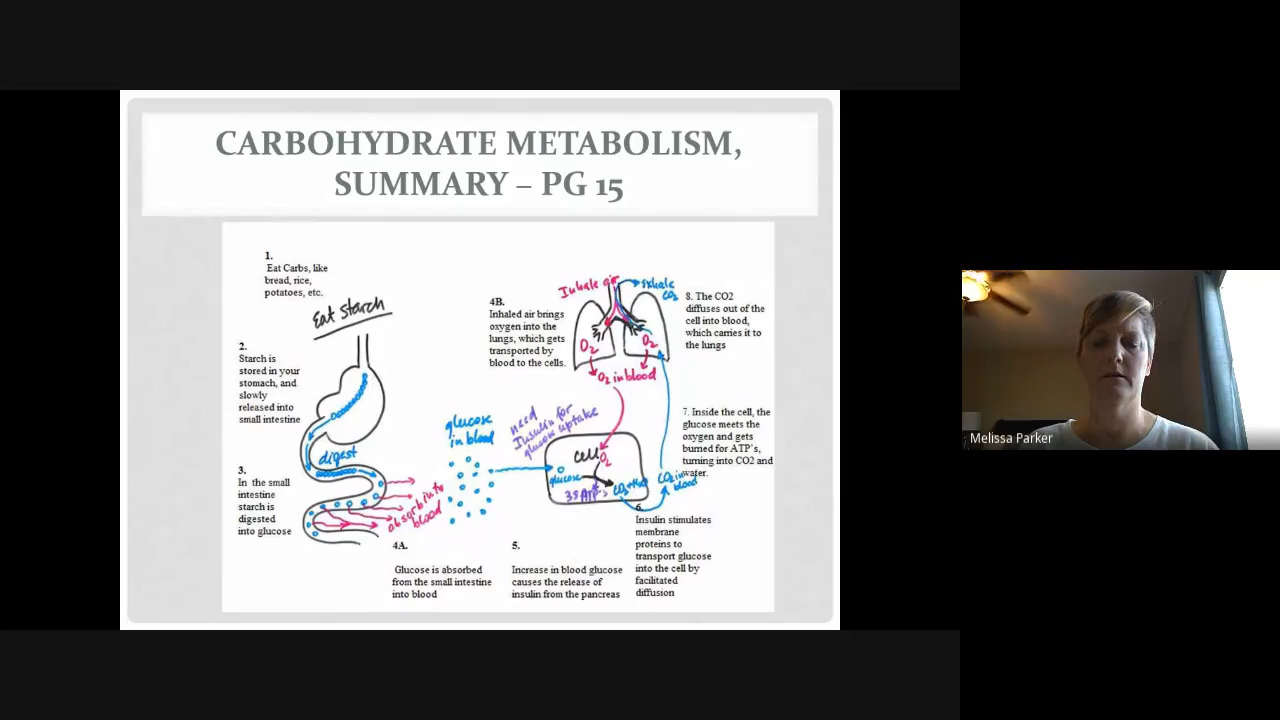 CARBOHYDRATE METABOLISM,
SUMMARY – PG 15
1.
Eat Carbs, like
bread, rice,
potatoes, etc.
Eat starch
2.
Starch is
stored in your
stomach, and
slowly
released into
small intestine
digest
3.
In the small
intestine
starch is
digested
into glucose
absorb into
blood
4A.
Glucose is absorbed
from the small intestine
into blood
glucose
in blood
need
Insulin for
glucose uptake
4B.
Inhaled air brings
oxygen into the
lungs, which gets
transported by
blood to the cells.
Inhale air
exhale
CO2
O2
O2
O2 in blood
cell
O2
glucose
CO2+H2O
CO2 in
blood
5.
Increase in blood glucose
causes the release of
insulin from the pancreas
6.
Insulin stimulates
membrane
proteins to
transport glucose
into the cell by
facilitated
diffusion
7. Inside the cell, the
glucose meets the
oxygen and gets
burned for ATP's,
turning into CO2 and
water.
8. The CO2
diffuses out of the
cell into blood,
which carries it to
the lungs
Melissa Parker